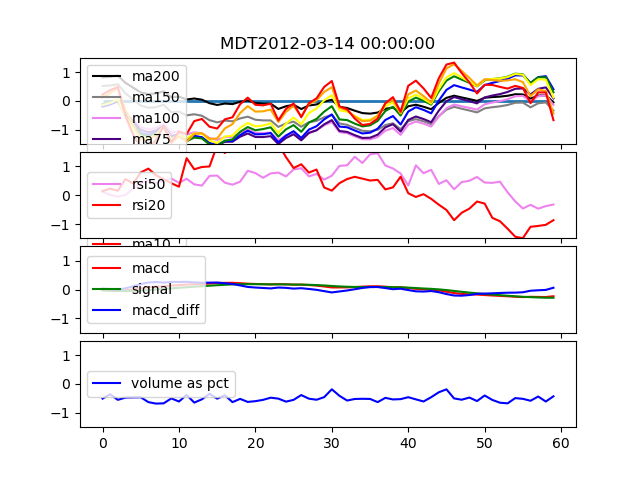 MDT2012-03-14 00:00:00
1
0
−1
ma200
ma150
ma100
ma75
1
0
−1
rsi50
rsi20
ma10
1
0
−1
macd
signal
macd_diff
1
0
−1
volume as pct
0 10 20 30 40 50 60